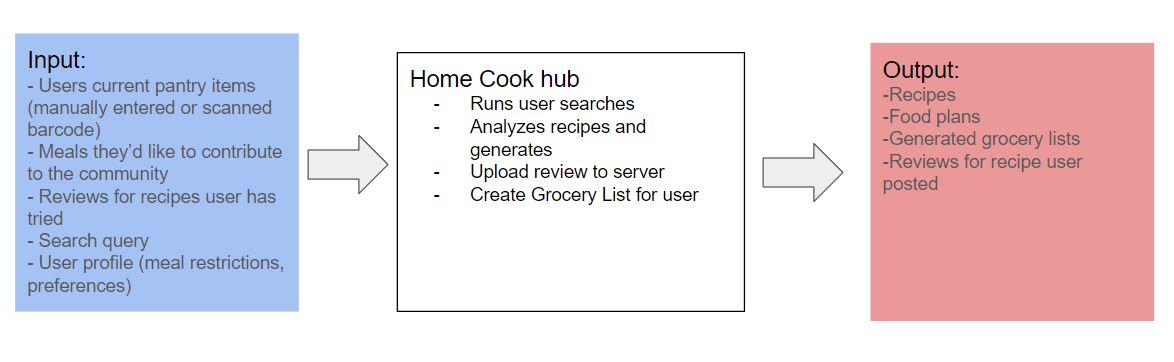 Input:
- Users current pantry items
(manually entered or scanned
barcode)
- Meals they'd like to contribute
to the community
- Reviews for recipes user has
tried
- Search query
- User profile (meal restrictions,
preferences)
Home Cook hub
- Runs user searches
- Analyzes recipes and
generates
- Upload review to server
- Create Grocery List for user
Output:
-Recipes
-Food plans
-Generated grocery lists
-Reviews for recipe user
posted